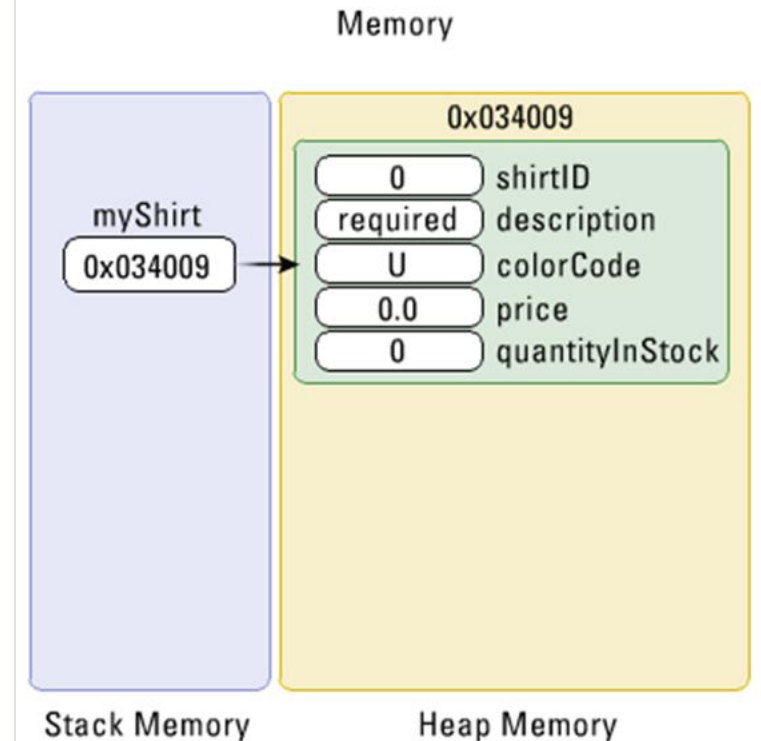 Memory
0x034009
0 shirtID
myShirt
required description
0x034009
U colorCode
0.0 price
0 quantityInStock
Stack Memory
Heap Memory